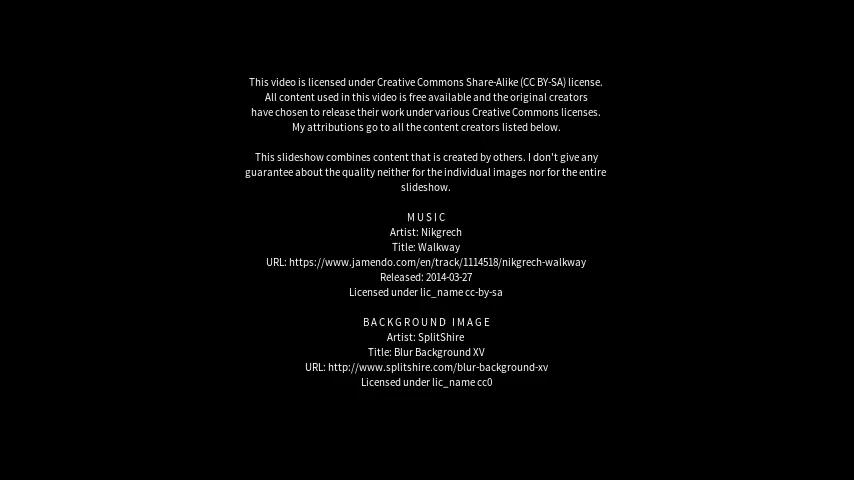 This video is licensed under Creative Commons Share-Alike (CC BY-SA) license.
All content used in this video is free available and the original creators
have chosen to release their work under various Creative Commons licenses.
My attributions go to all the content creators listed below.
This slideshow combines content that is created by others. I don't give any
guarantee about the quality neither for the individual images nor for the entire
slideshow.
MUSIC
Artist: Nikgrech
Title: Walkway
URL: https://www.jamendo.com/en/track/1114518/nikgrech-walkway
Released: 2014-03-27
Licensed under lic_name cc-by-sa
BACKGROUND IMAGE
Artist: SplitShire
Title: Blur Background XV
URL: http://www.splitshire.com/blur-background-xv
Licensed under lic_name cc0